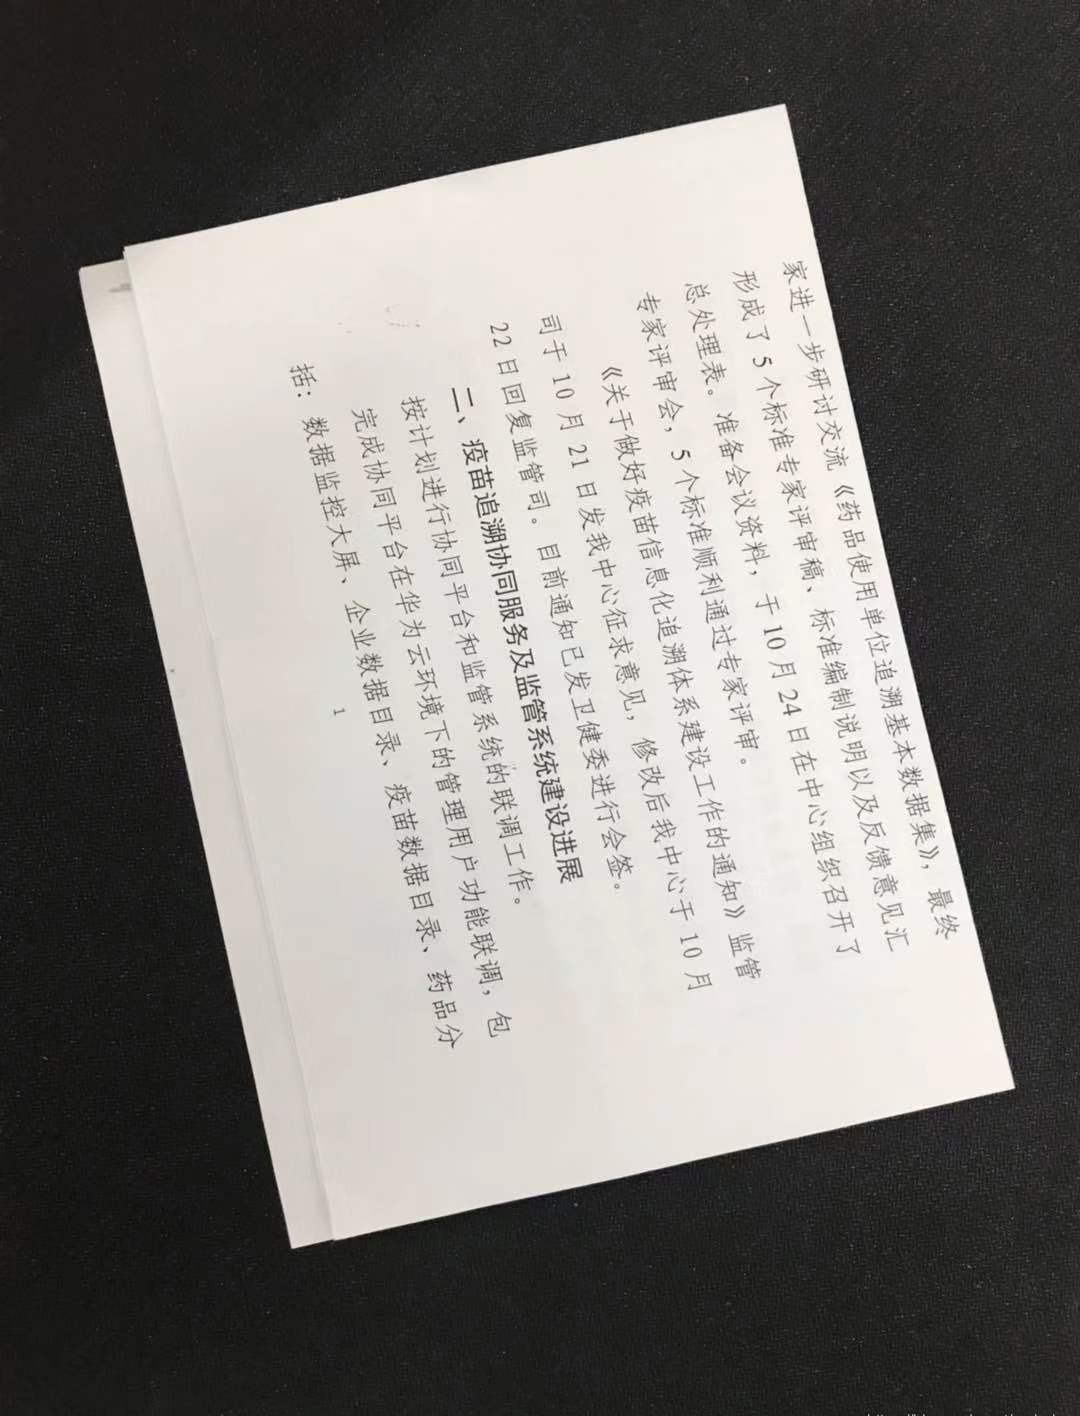 家进一步研讨交流《药品使用单位追溯基本数据集》，最终
形成了 5 个标准专家评审稿、标准编制说明以及反馈意见汇
总处理表。准备会议资料，于 10 月 24 日在中心组织召开了
专家评审会，5 个标准顺利通过专家评审。
《关于做好疫苗信息化追溯体系建设工作的通知》监管
司于 10 月 21 日发我中心征求意见，修改后我中心于 10 月
22 日回复监管司。目前通知已发卫健委进行会签。
二、疫苗追溯协同服务及监管系统建设进展
按计划进行协同平台和监管系统的联调工作。
完成协同平台在华为云环境下的管理用户功能联调，包
括：数据监控大屏、企业数据目录、疫苗数据目录、药品分
1